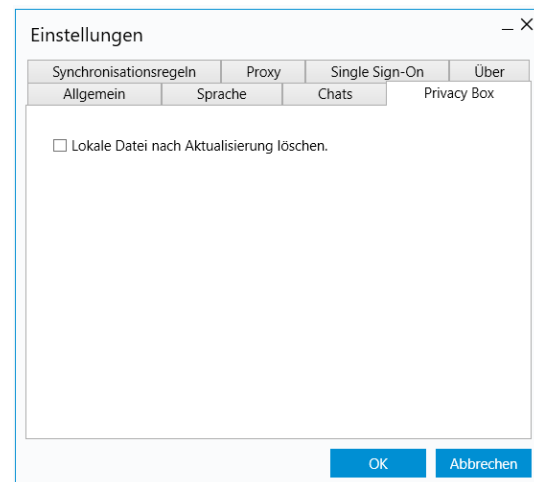 Einstellungen
Synchronisationsregeln Proxy Single Sign-On Über
Allgemein Sprache Chats Privacy Box
Lokale Datei nach Aktualisierung löschen.
OK Abbrechen